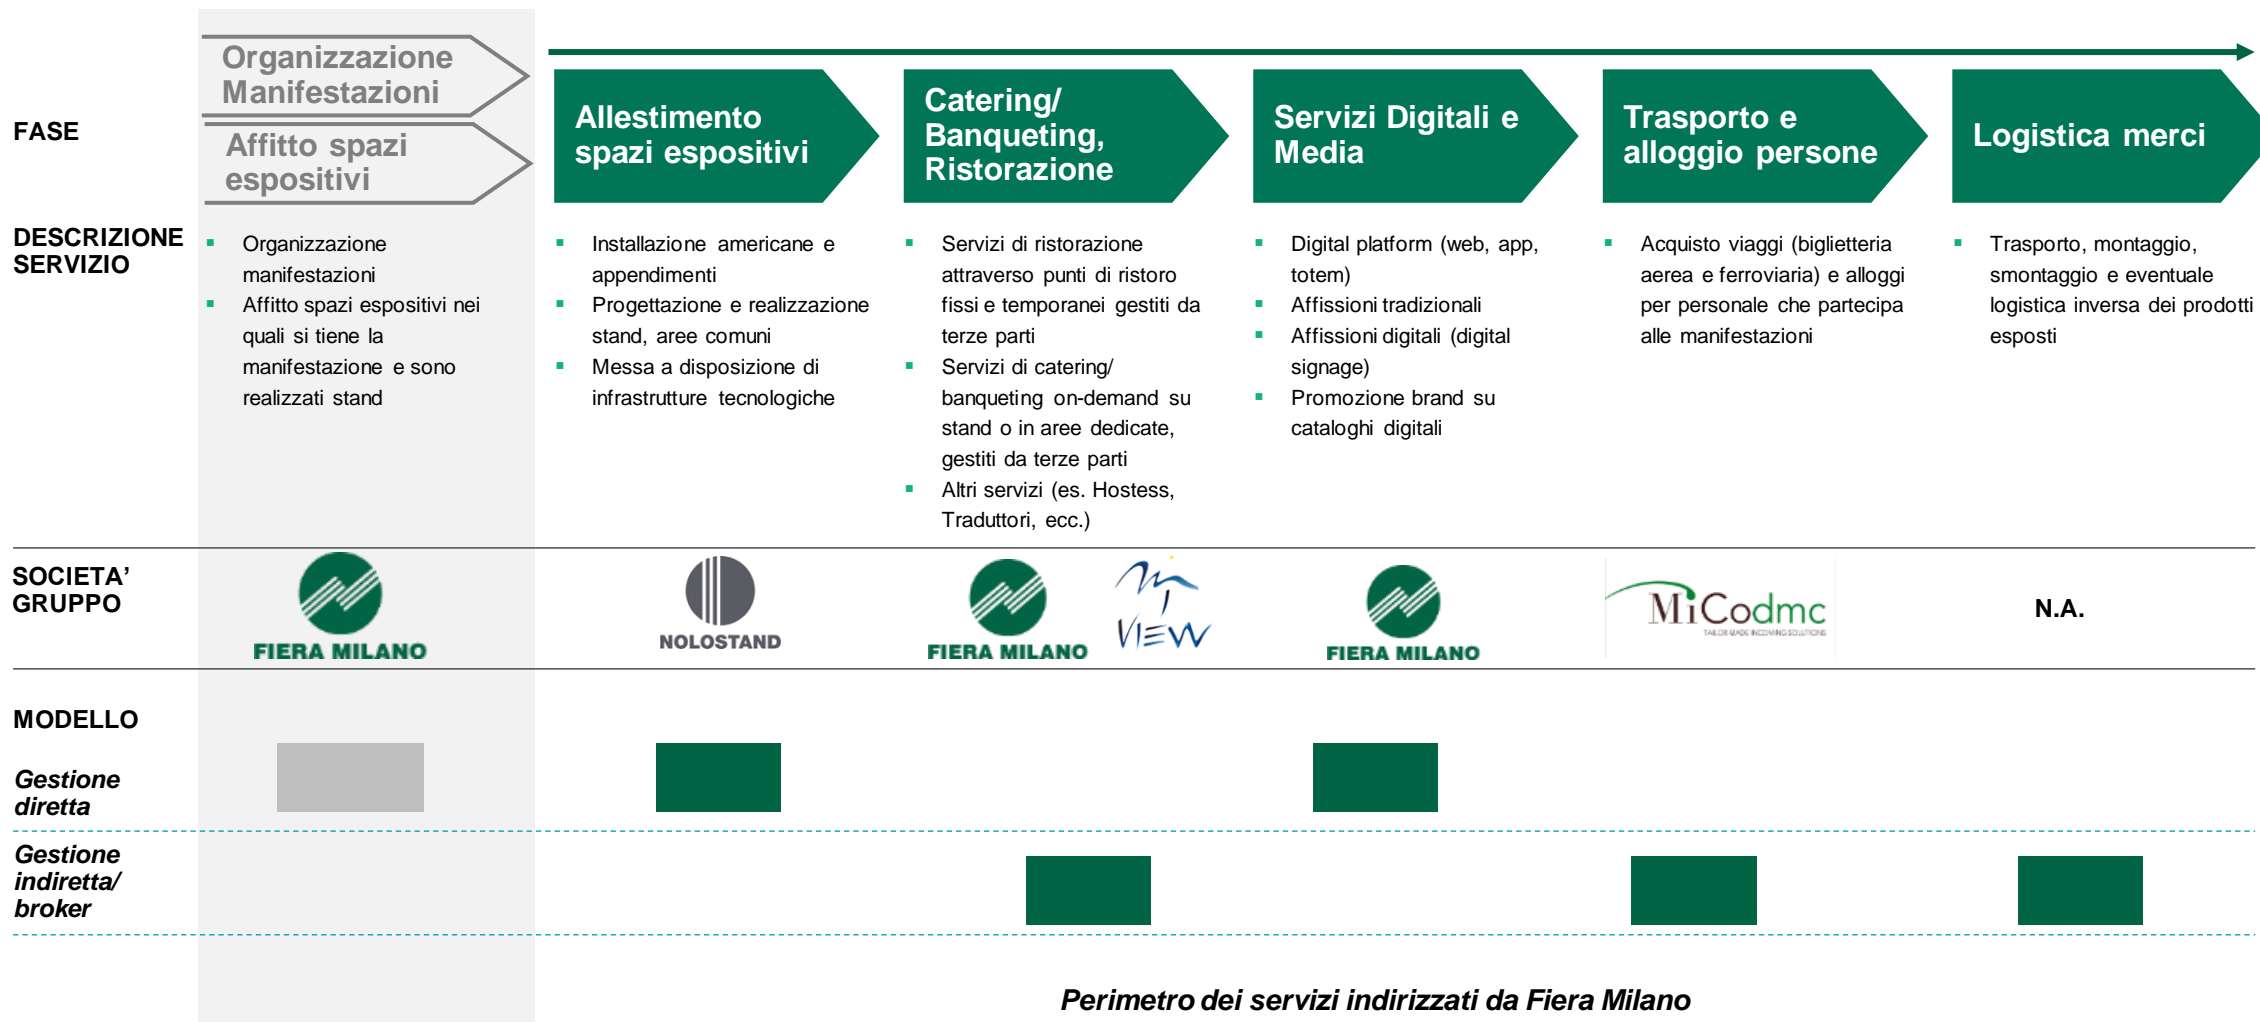 FASE
Organizzazione
Manifestazioni
Affitto spazi
espositivi
Allestimento
spazi espositivi
Catering/
Banqueting,
Ristorazione
Servizi Digitali e
Media
Trasporto e
alloggio persone
Logistica merci
DESCRIZIONE
SERVIZIO
▪ Organizzazione
manifestazioni
▪ Affitto spazi espositivi nei
quali si tiene la
manifestazione e sono
realizzati stand
▪ Installazione americane e
appendimenti
▪ Progettazione e realizzazione
stand, aree comuni
▪ Messa a disposizione di
infrastrutture tecnologiche
▪ Servizi di ristorazione
attraverso punti di ristoro
fissi e temporanei gestiti da
terze parti
▪ Servizi di catering/
banqueting on-demand su
stand o in aree dedicate,
gestiti da terze parti
▪ Altri servizi (es. Hostess,
Traduttori, ecc.)
▪ Digital platform (web, app,
totem)
▪ Affissioni tradizionali
▪ Affissioni digitali (digital
signage)
▪ Promozione brand su
cataloghi digitali
▪ Acquisto viaggi (biglietteria
aerea e ferroviaria) e alloggi
per personale che partecipa
alle manifestazioni
▪ Trasporto, montaggio,
smontaggio e eventuale
logistica inversa dei prodotti
esposti
SOCIETA'
GRUPPO
FIERA MILANO
NOLOSTAND
FIERA MILANO
Mi
VIEW
FIERA MILANO
MiCodmc
TAILOR MADE INCOMING SOLUTIONS
N.A.
MODELLO
Gestione
diretta
Gestione
indiretta/
broker
Perimetro dei servizi indirizzati da Fiera Milano